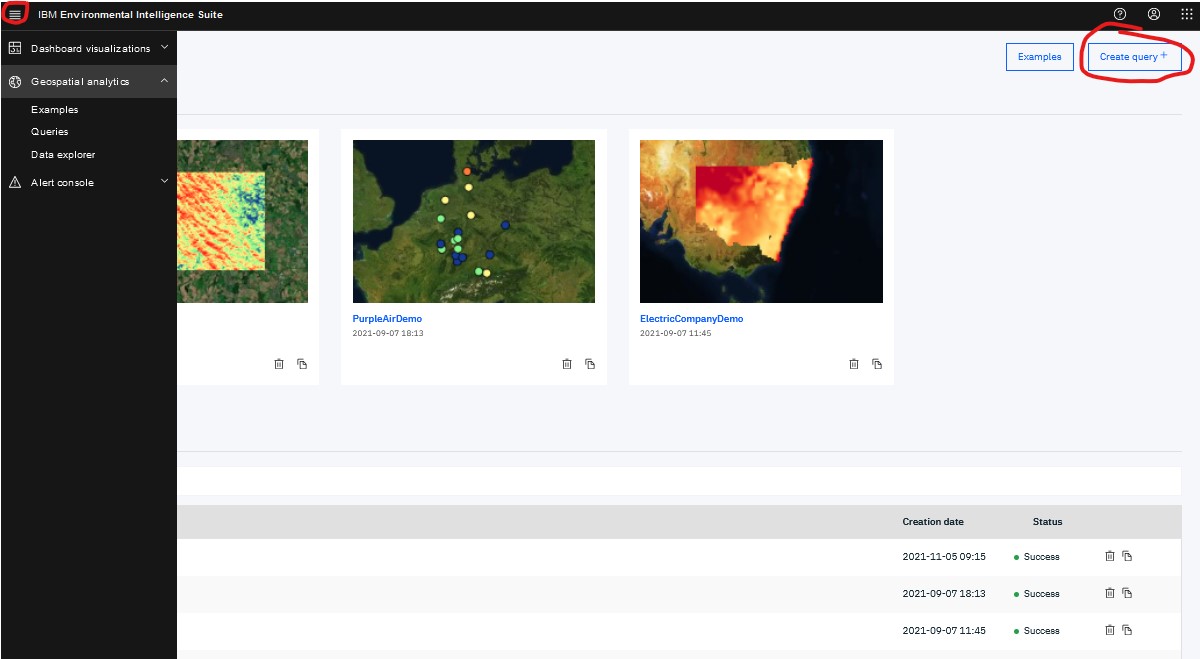 IBM Environmental Intelligence Suite
Dashboard visualizations
Geospatial analytics
Examples
Queries
Data explorer
Alert console
Examples
Create query +
PurpleAirDemo
2021-09-07 18:13
ElectricCompanyDemo
2021-09-07 11:45
Creation date Status
2021-11-05 09:15 Success
2021-09-07 18:13 Success
2021-09-07 11:45 Success